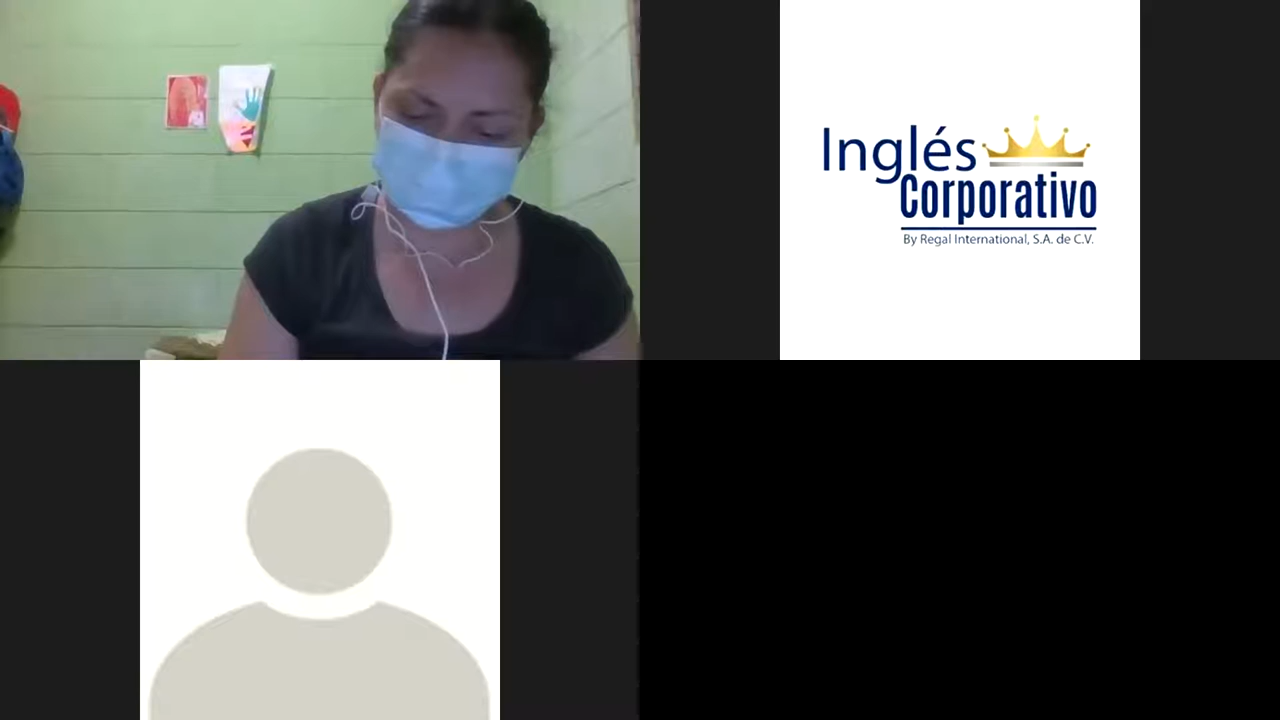 Inglés
Corporativo
By Regal International, S.A. de C.V.